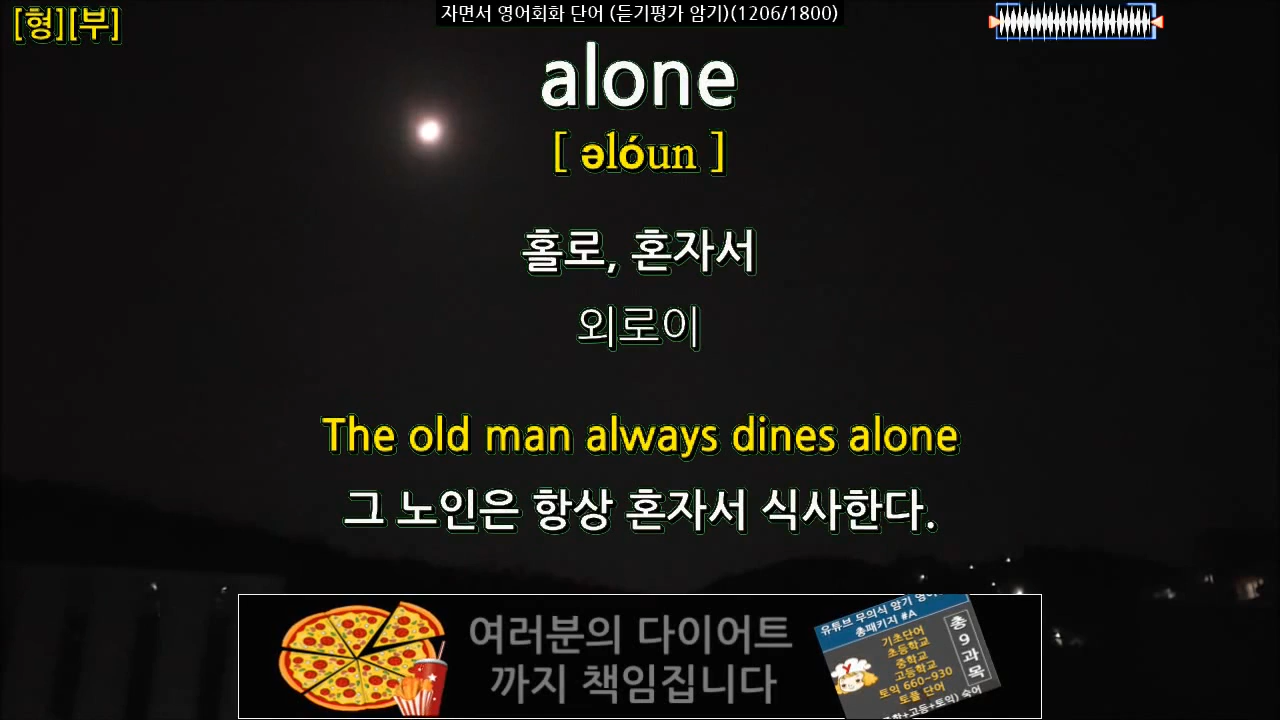 [형][부]
자면서 영어회화 단어 (듣기평가 암기)(1206/1800)
alone
[ əlóun ]
홀로, 혼자서
외로이
The old man always dines alone
그 노인은 항상 혼자서 식사한다.
여러분의 다이어트
까지 책임집니다
유튜브 무의식 암기
총패키지 #A
기초단어
초등학교
중학교
고등학교
토익 660~930
토플 단어
총9과목